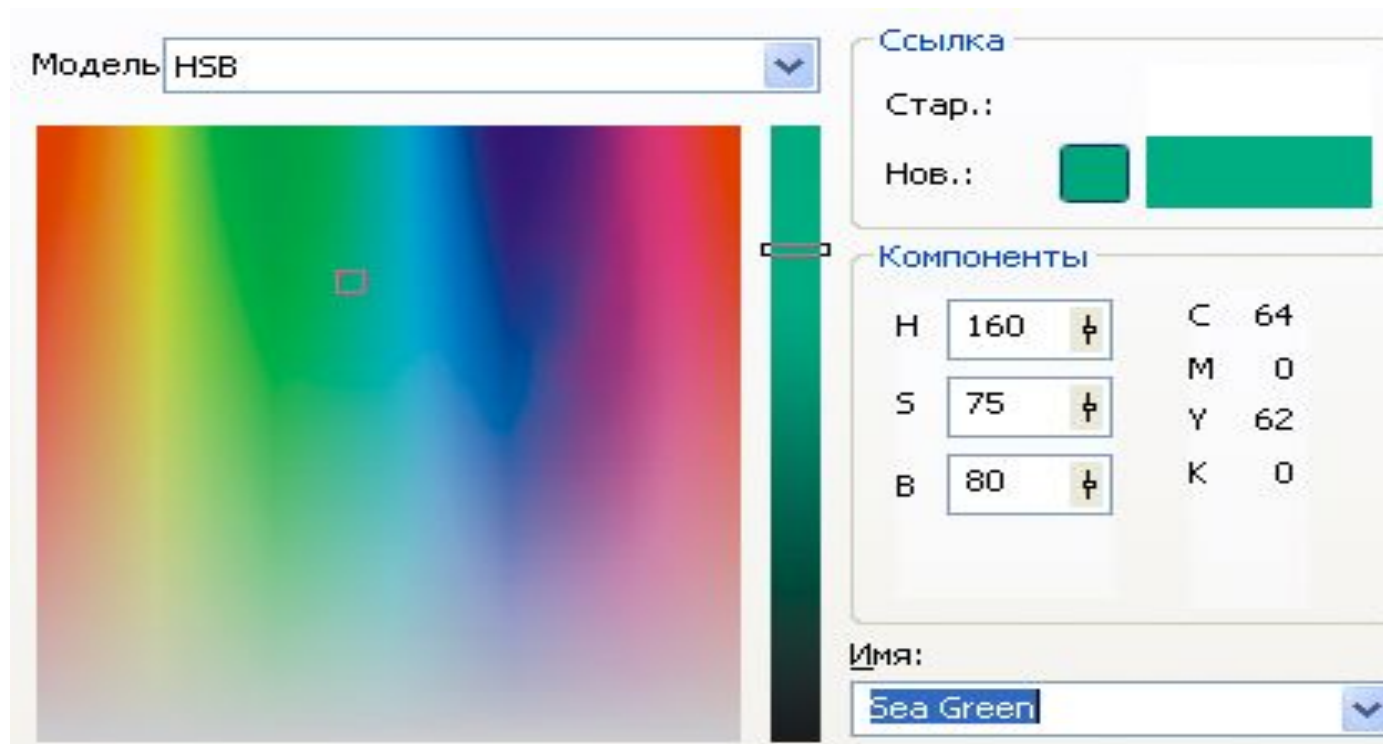 Модель HSB
Ссылка
Стар.:
Нов.:
Компоненты
H 160 C 64
M 0
S 75 Y 62
B 80 K 0
Имя:
Sea Green